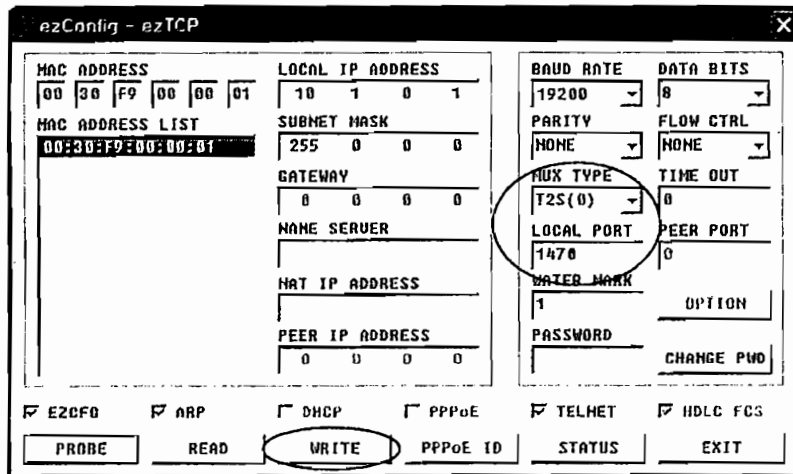 ezConfig - ezTCP
MAC ADDRESS
00 30 F9 00 00 01
MAC ADDRESS LIST
00:30:F9:00:00:01
LOCAL IP ADDRESS
10 1 0 1
SUBNET MASK
255 0 0 0
GATEWAY
0 0 0 0
NAME SERVER
NAT IP ADDRESS
PEER IP ADDRESS
0 0 0 0
BAUD RATE DATA BITS
19200 8
PARITY FLOW CTRL
NONE NONE
MUX TYPE TIME OUT
T2S(0) 0
LOCAL PORT PEER PORT
1470 0
WATER MARK
1 OPTION
PASSWORD
CHANGE PWD
EZCFG ARP DHCP PPPoE TELNET HDLC FCS
PROBE READ WRITE PPPoE ID STATUS EXIT